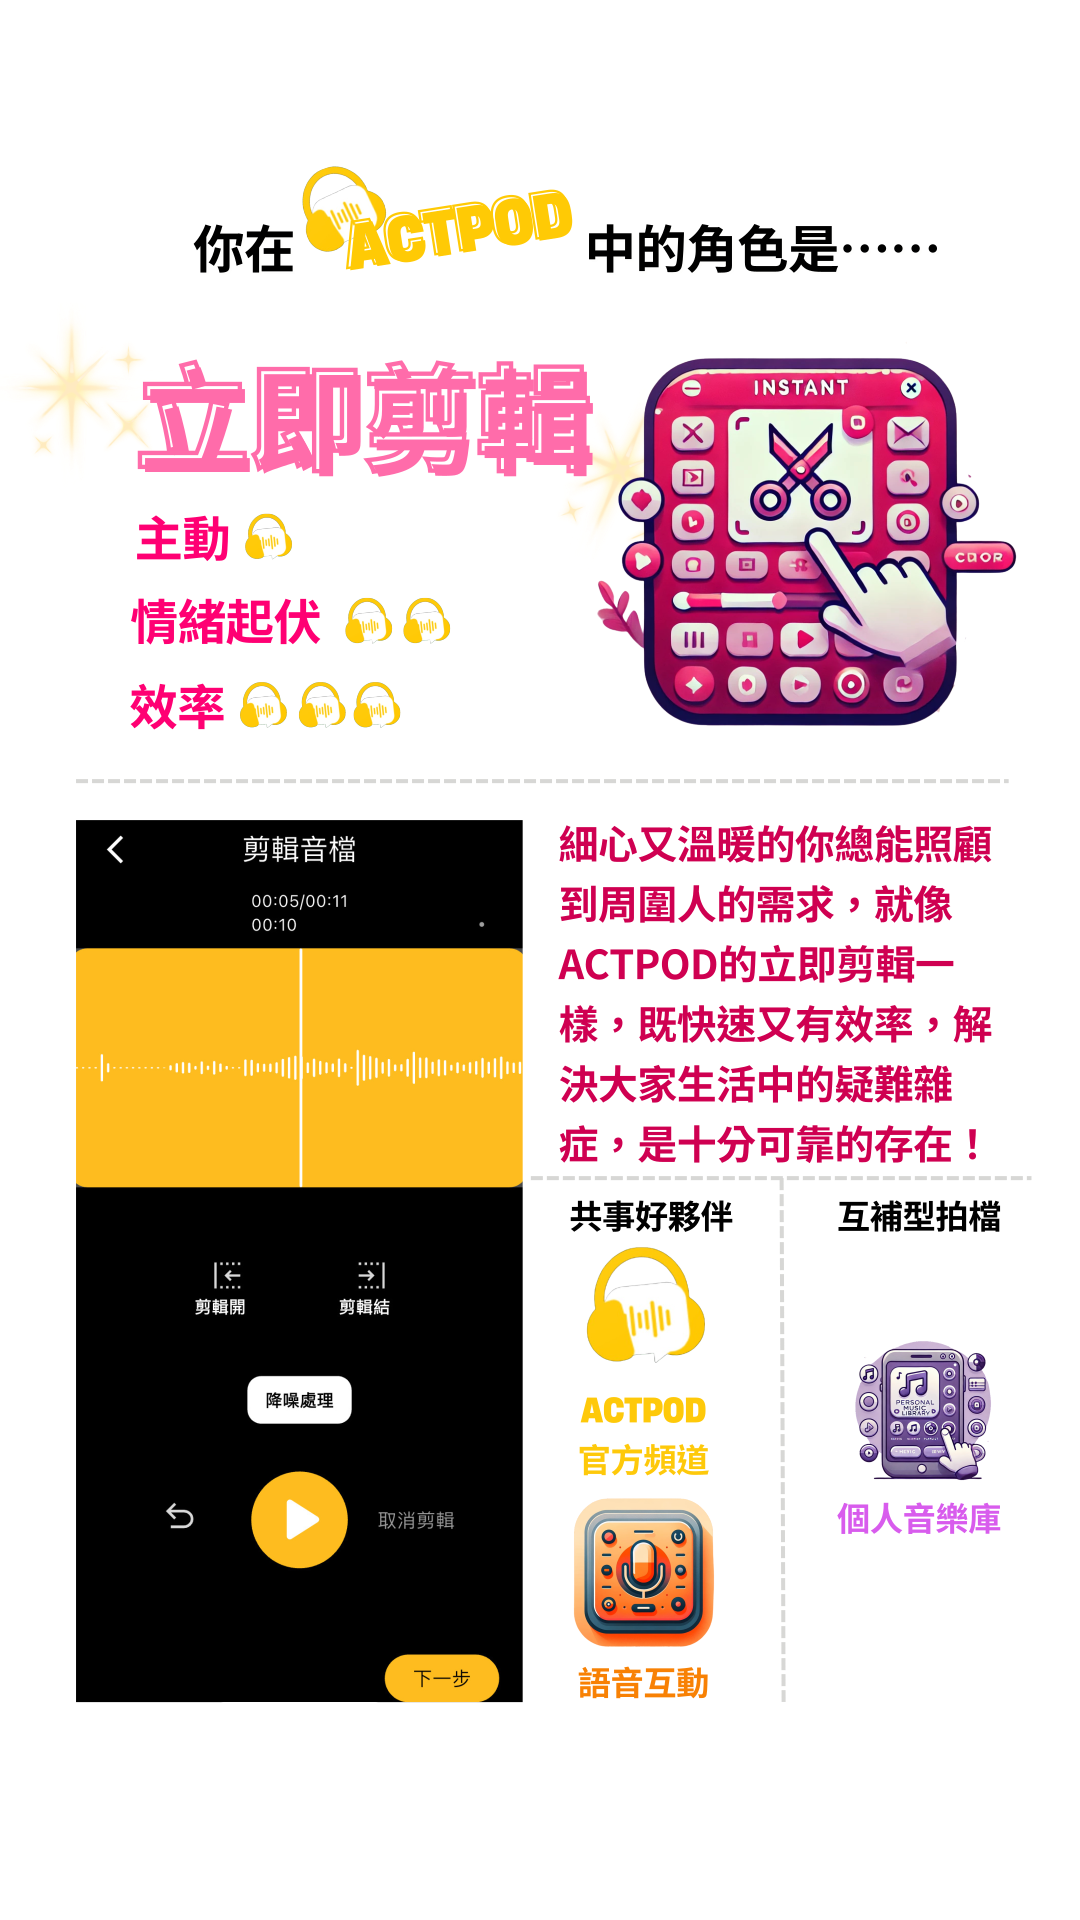 你在 ACTPOD 中的角色是⋯⋯
立即剪輯
主動
情緒起伏
效率
INSTANT
CUOR
剪輯音檔
00:05/00:11
00:10
剪輯開
剪輯結
降噪處理
取消剪輯
下一步
細心又溫暖的你總能照顧
到周圍人的需求，就像
ACTPOD的立即剪輯一
樣，既快速又有效率，解
決大家生活中的疑難雜
症，是十分可靠的存在！
共事好夥伴
ACTPOD
官方頻道
語音互動
互補型拍檔
PERSONAL
MUSIC
LIBRARY
個人音樂庫